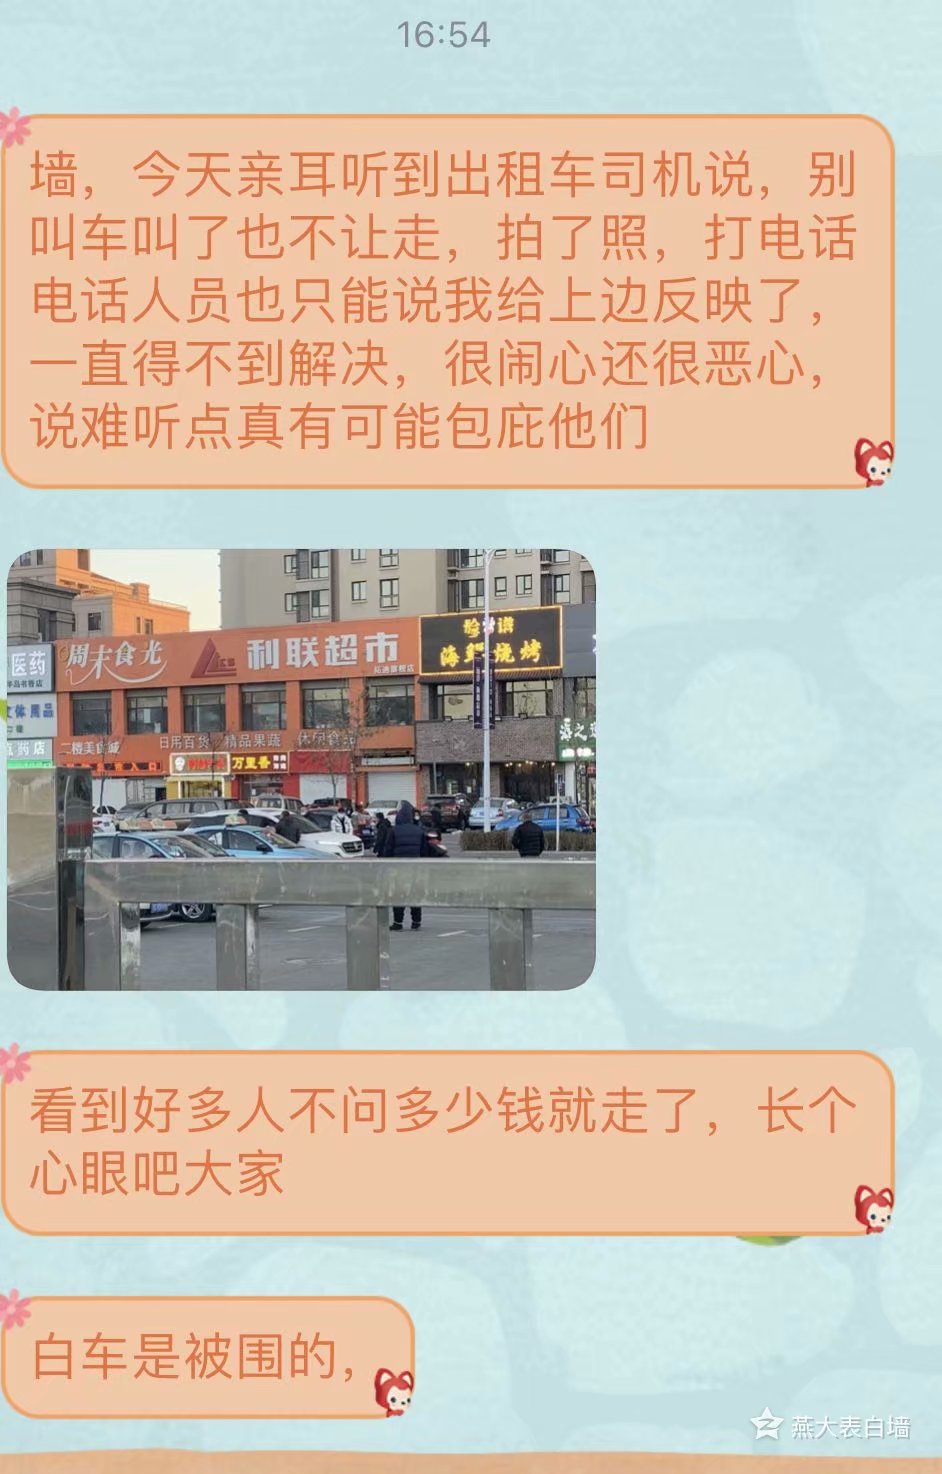 16:54
墙，今天亲耳听到出租车司机说，别
叫车叫了也不让走，拍了照，打电话
电话人员也只能说我给上边反映了，
一直得不到解决，很闹心还很恶心，
说难听点真有可能包庇他们
周末食光
利联超市
海鲜烧烤
医药
二楼美食城
日用百货 精品果蔬 休闲食品
万里香
看到好多人不问多少钱就走了，长个
心眼吧大家
白车是被围的，
燕大表白墙